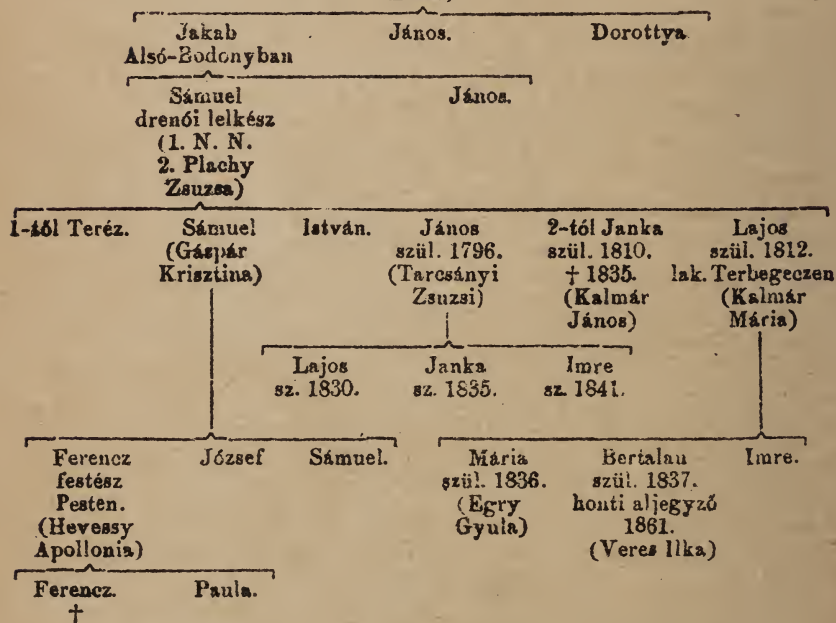 Jakab János. Dorottya
Alsó-Bodonyban
Sámuel János.
drenói lelkész
(1. N. N.
2. Plachy
Zsuzsa)
1-től Teréz. Sámuel István. János 2-tól Janka Lajos
(Gáspár szül. 1796. szül. 1810. szül. 1812.
Krisztina) (Tarcsányi † 1835. lak. Terbegeczen
Zsuzsi) (Kalmár (Kalmár
János) Mária)
Lajos Janka Imre
sz. 1830. sz. 1835. sz. 1841.
Ferencz József Sámuel. Mária Bertalan Imre.
festész szül. 1836. szül. 1837.
Pesten. (Egry honti aljegyző
(Hevessy Gyula) 1861.
Apollonia) (Veres Ilka)
Ferencz. Paula.
†